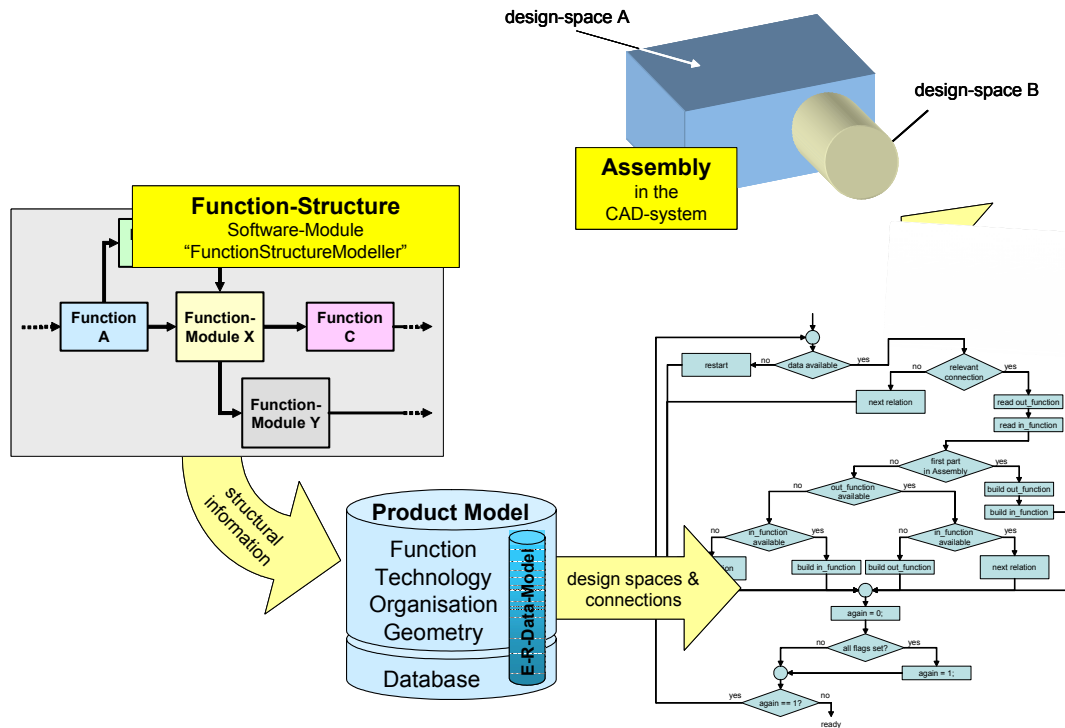 design-space A
design-space B
Assembly
in the
CAD-system
Function-Structure
Software-Module
“FunctionStructureModeller”
Function
A
Function-
Module X
Function
C
Function-
Module Y
structural
information
Product Model
Function
Technology
Organisation
Geometry
Database
E-R-Data-Model
design spaces &
connections
restart
no
data available
yes
no
relevant
connection
yes
next relation
read out_function
read in_function
no
first part
in Assembly
yes
build out_function
build in_function
no
out_function
available
yes
no
in_function
available
yes
no
in_function
available
yes
build in_function
build out_function
next relation
again = 0;
no
all flags set?
yes
again = 1;
yes
again == 1?
no
ready